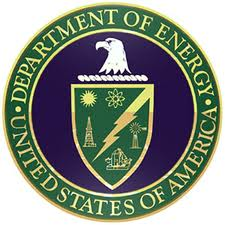 DEPARTMENT OF ENERGY
UNITED STATES OF AMERICA